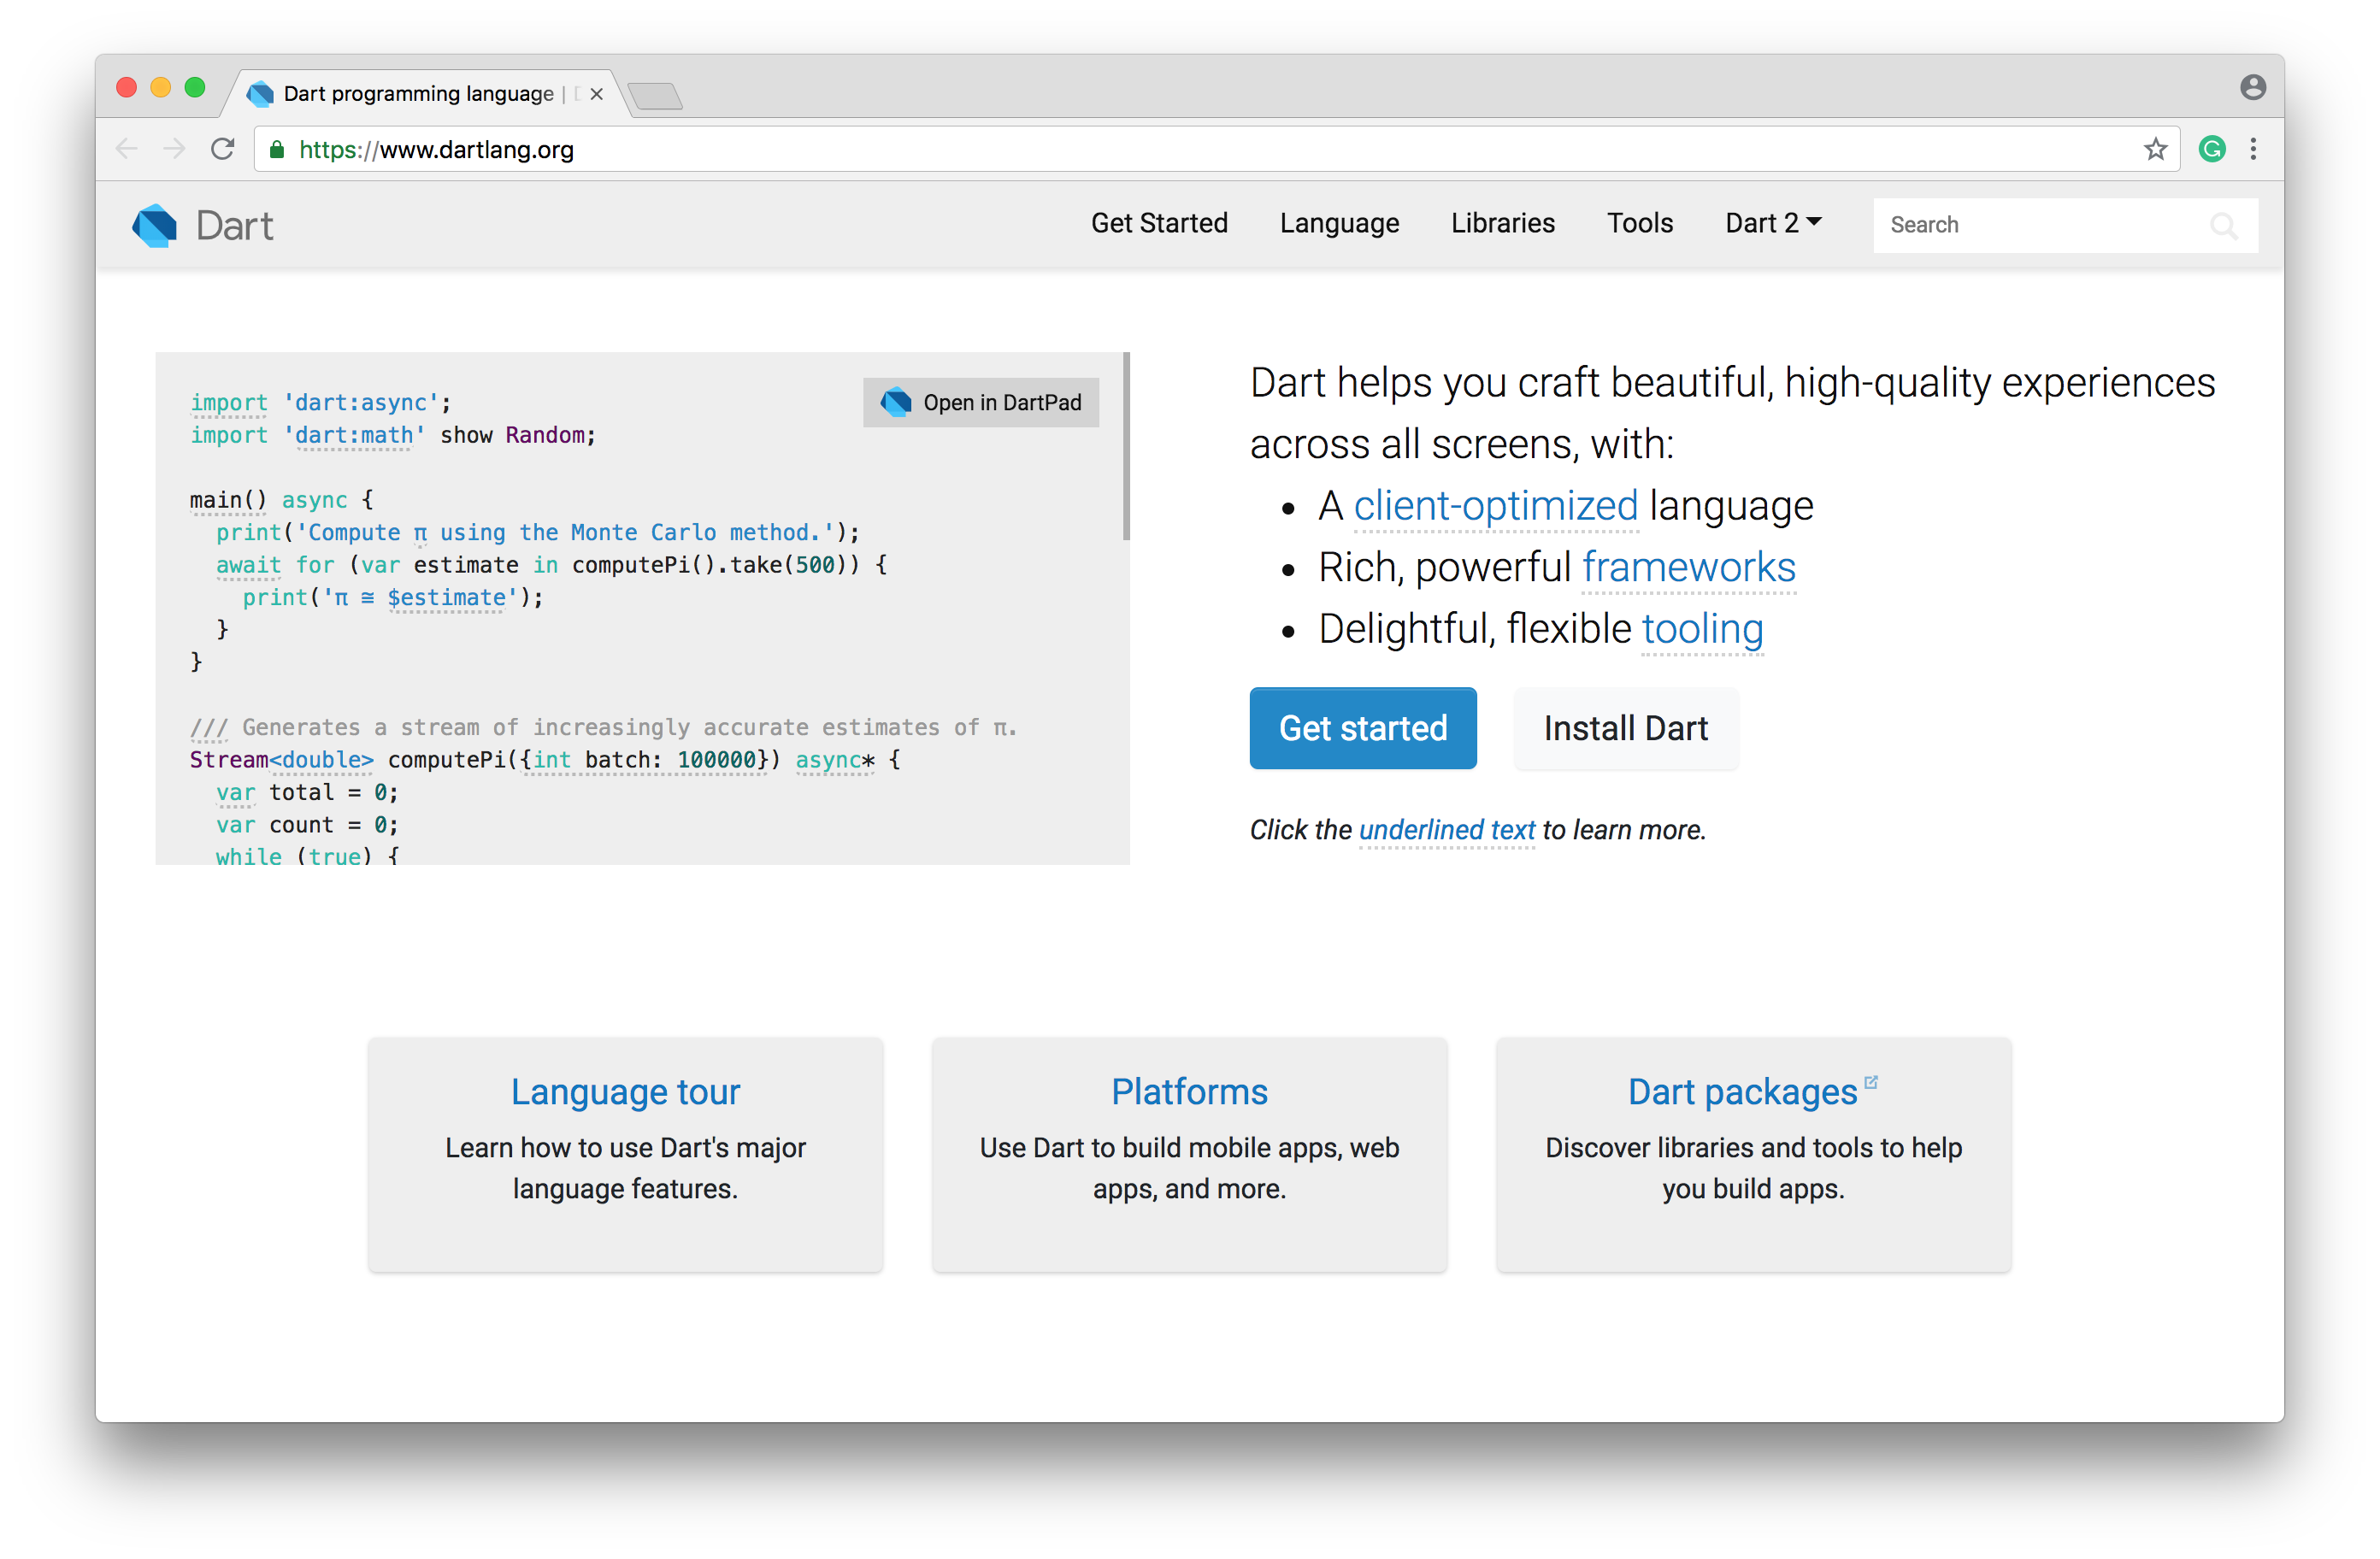 Dart programming language |
https://www.dartlang.org
Dart
Get Started
Language
Libraries
Tools
Dart 2
Search
import 'dart:async';
import 'dart:math' show Random;
Open in DartPad
main() async {
print('Compute π using the Monte Carlo method.');
await for (var estimate in computePi().take(500)) {
print('π ≅ $estimate');
}
}
/// Generates a stream of increasingly accurate estimates of π.
Stream<double> computePi({int batch: 100000}) async* {
var total = 0;
var count = 0;
while (true) {
Dart helps you craft beautiful, high-quality experiences
across all screens, with:
• A client-optimized language
• Rich, powerful frameworks
• Delightful, flexible tooling
Get started
Install Dart
Click the underlined text to learn more.
Language tour
Learn how to use Dart's major
language features.
Platforms
Use Dart to build mobile apps, web
apps, and more.
Dart packages
Discover libraries and tools to help
you build apps.